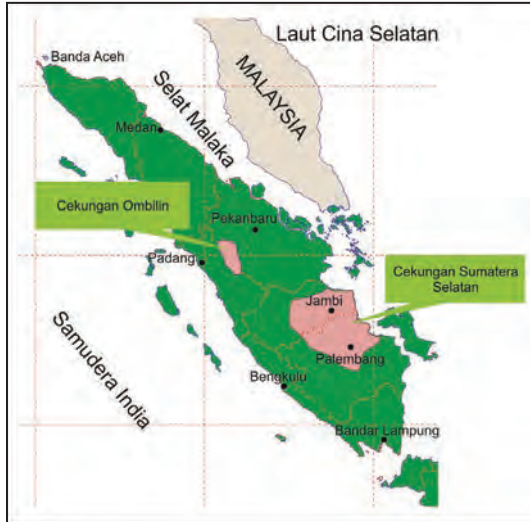 Laut Cina Selatan
Banda Aceh
Selat Malaka
MALAYSIA
Medan
Cekungan Ombilin
Pekanbaru
Padang
Cekungan Sumatera
Selatan
Jambi
Samudera India
Palembang
Bengkulu
Bandar Lampung